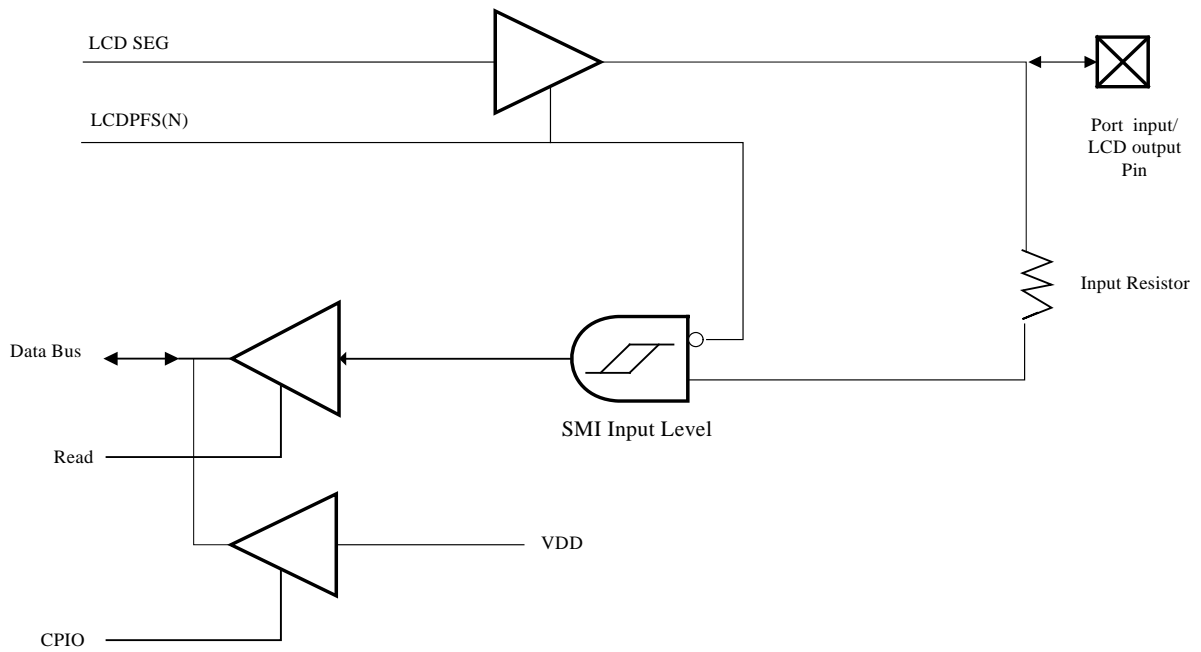 LCD SEG
LCDPFS(N)
Port input/
LCD output
Pin
Input Resistor
Data Bus
SMI Input Level
Read
VDD
CPIO